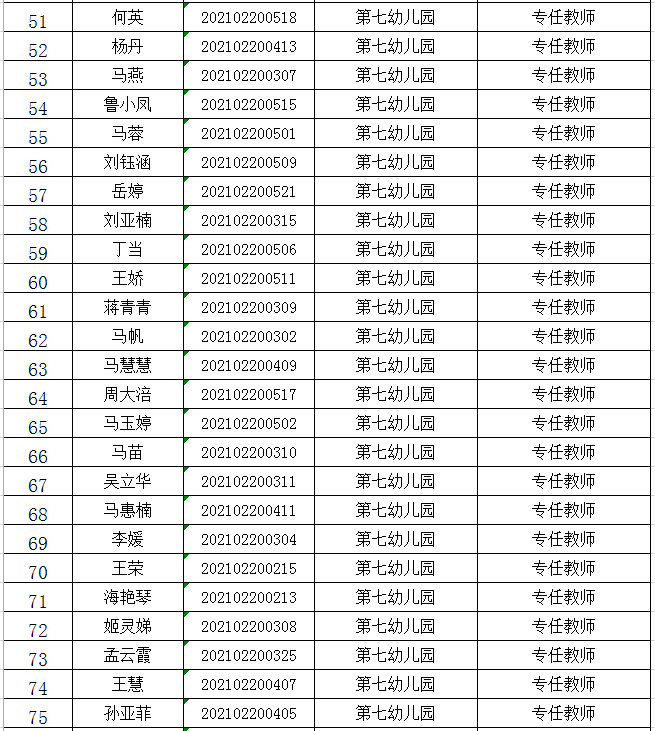 51 何英 202102200518 第七幼儿园 专任教师
52 杨丹 202102200413 第七幼儿园 专任教师
53 马燕 202102200307 第七幼儿园 专任教师
54 鲁小凤 202102200515 第七幼儿园 专任教师
55 马蓉 202102200501 第七幼儿园 专任教师
56 刘钰涵 202102200509 第七幼儿园 专任教师
57 岳婷 202102200521 第七幼儿园 专任教师
58 刘亚楠 202102200315 第七幼儿园 专任教师
59 丁当 202102200506 第七幼儿园 专任教师
60 王娇 202102200511 第七幼儿园 专任教师
61 蒋青青 202102200309 第七幼儿园 专任教师
62 马帆 202102200302 第七幼儿园 专任教师
63 马慧慧 202102200409 第七幼儿园 专任教师
64 周大涪 202102200517 第七幼儿园 专任教师
65 马玉婷 202102200502 第七幼儿园 专任教师
66 马苗 202102200310 第七幼儿园 专任教师
67 吴立华 202102200311 第七幼儿园 专任教师
68 马惠楠 202102200411 第七幼儿园 专任教师
69 李媛 202102200304 第七幼儿园 专任教师
70 王荣 202102200215 第七幼儿园 专任教师
71 海艳琴 202102200213 第七幼儿园 专任教师
72 姬灵娣 202102200308 第七幼儿园 专任教师
73 孟云霞 202102200325 第七幼儿园 专任教师
74 王慧 202102200407 第七幼儿园 专任教师
75 孙亚菲 202102200405 第七幼儿园 专任教师